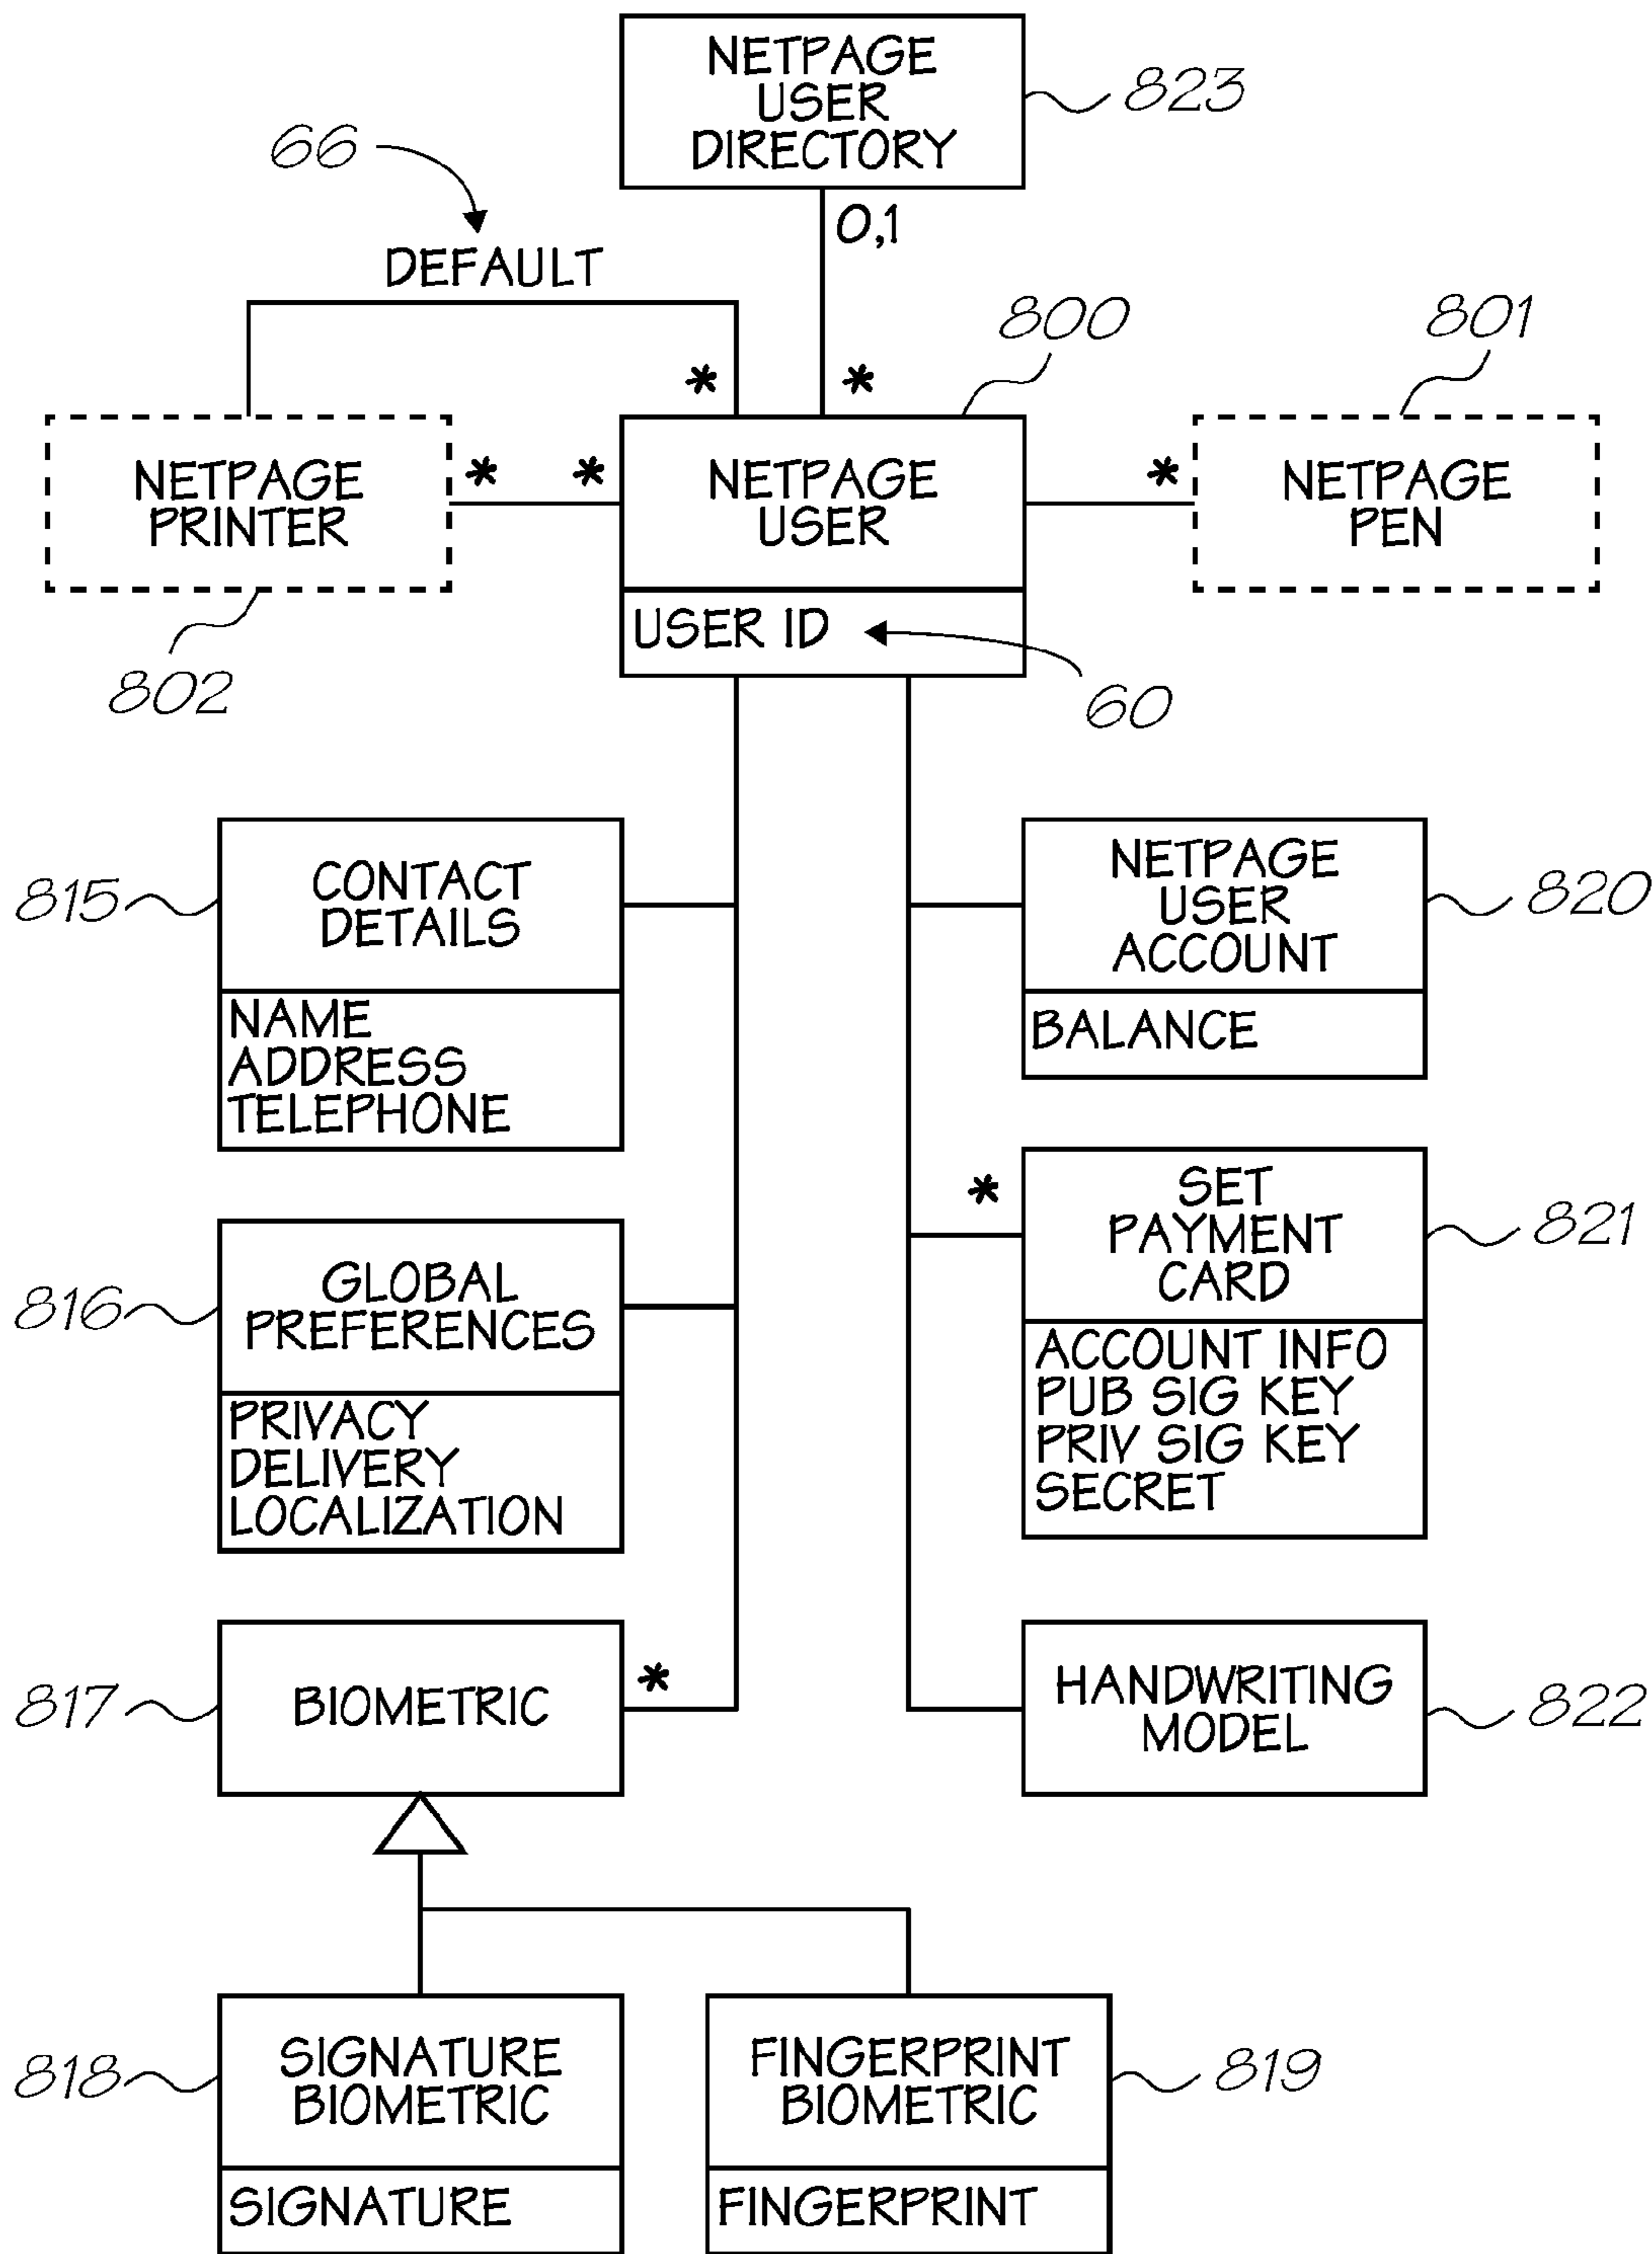 NETPAGE
USER
DIRECTORY
823
66
0,1
DEFAULT
800
801
*
*
NETPAGE
PRINTER
*
*
NETPAGE
USER
*
NETPAGE
PEN
USER ID
802
60
815
CONTACT
DETAILS
NAME
ADDRESS
TELEPHONE
NETPAGE
USER
ACCOUNT
820
BALANCE
816
GLOBAL
PREFERENCES
PRIVACY
DELIVERY
LOCALIZATION
*
SET
PAYMENT
CARD
821
ACCOUNT INFO
PUB SIG KEY
PRIV SIG KEY
SECRET
817
BIOMETRIC
*
HANDWRITING
MODEL
822
818
SIGNATURE
BIOMETRIC
SIGNATURE
FINGERPRINT
BIOMETRIC
819
FINGERPRINT